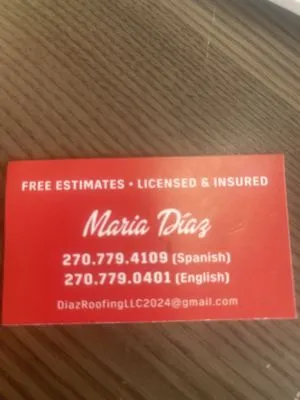 FREE ESTIMATES • LICENSED & INSURED
Maria Díaz
270.779.4109 (Spanish)
270.779.0401 (English)
DiazRoofingLLC2024@gmail.com